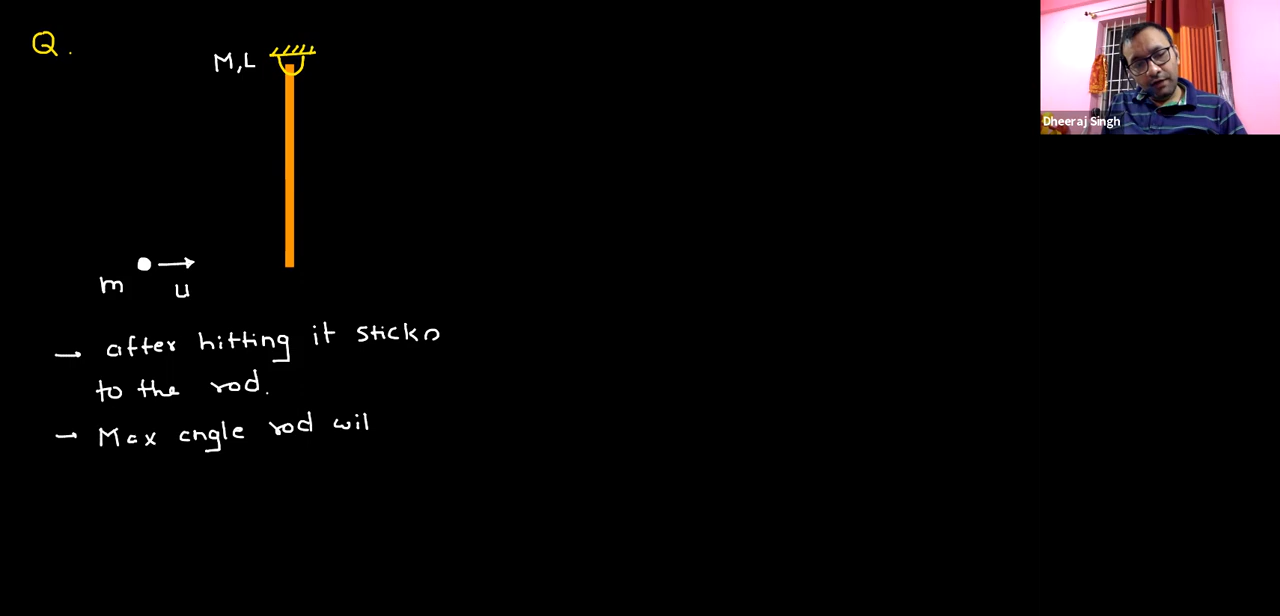 Q.
M,L
Dheeraj Singh
m
u
→ after hitting it sticks
to the rod.
→ Max angle rod wil